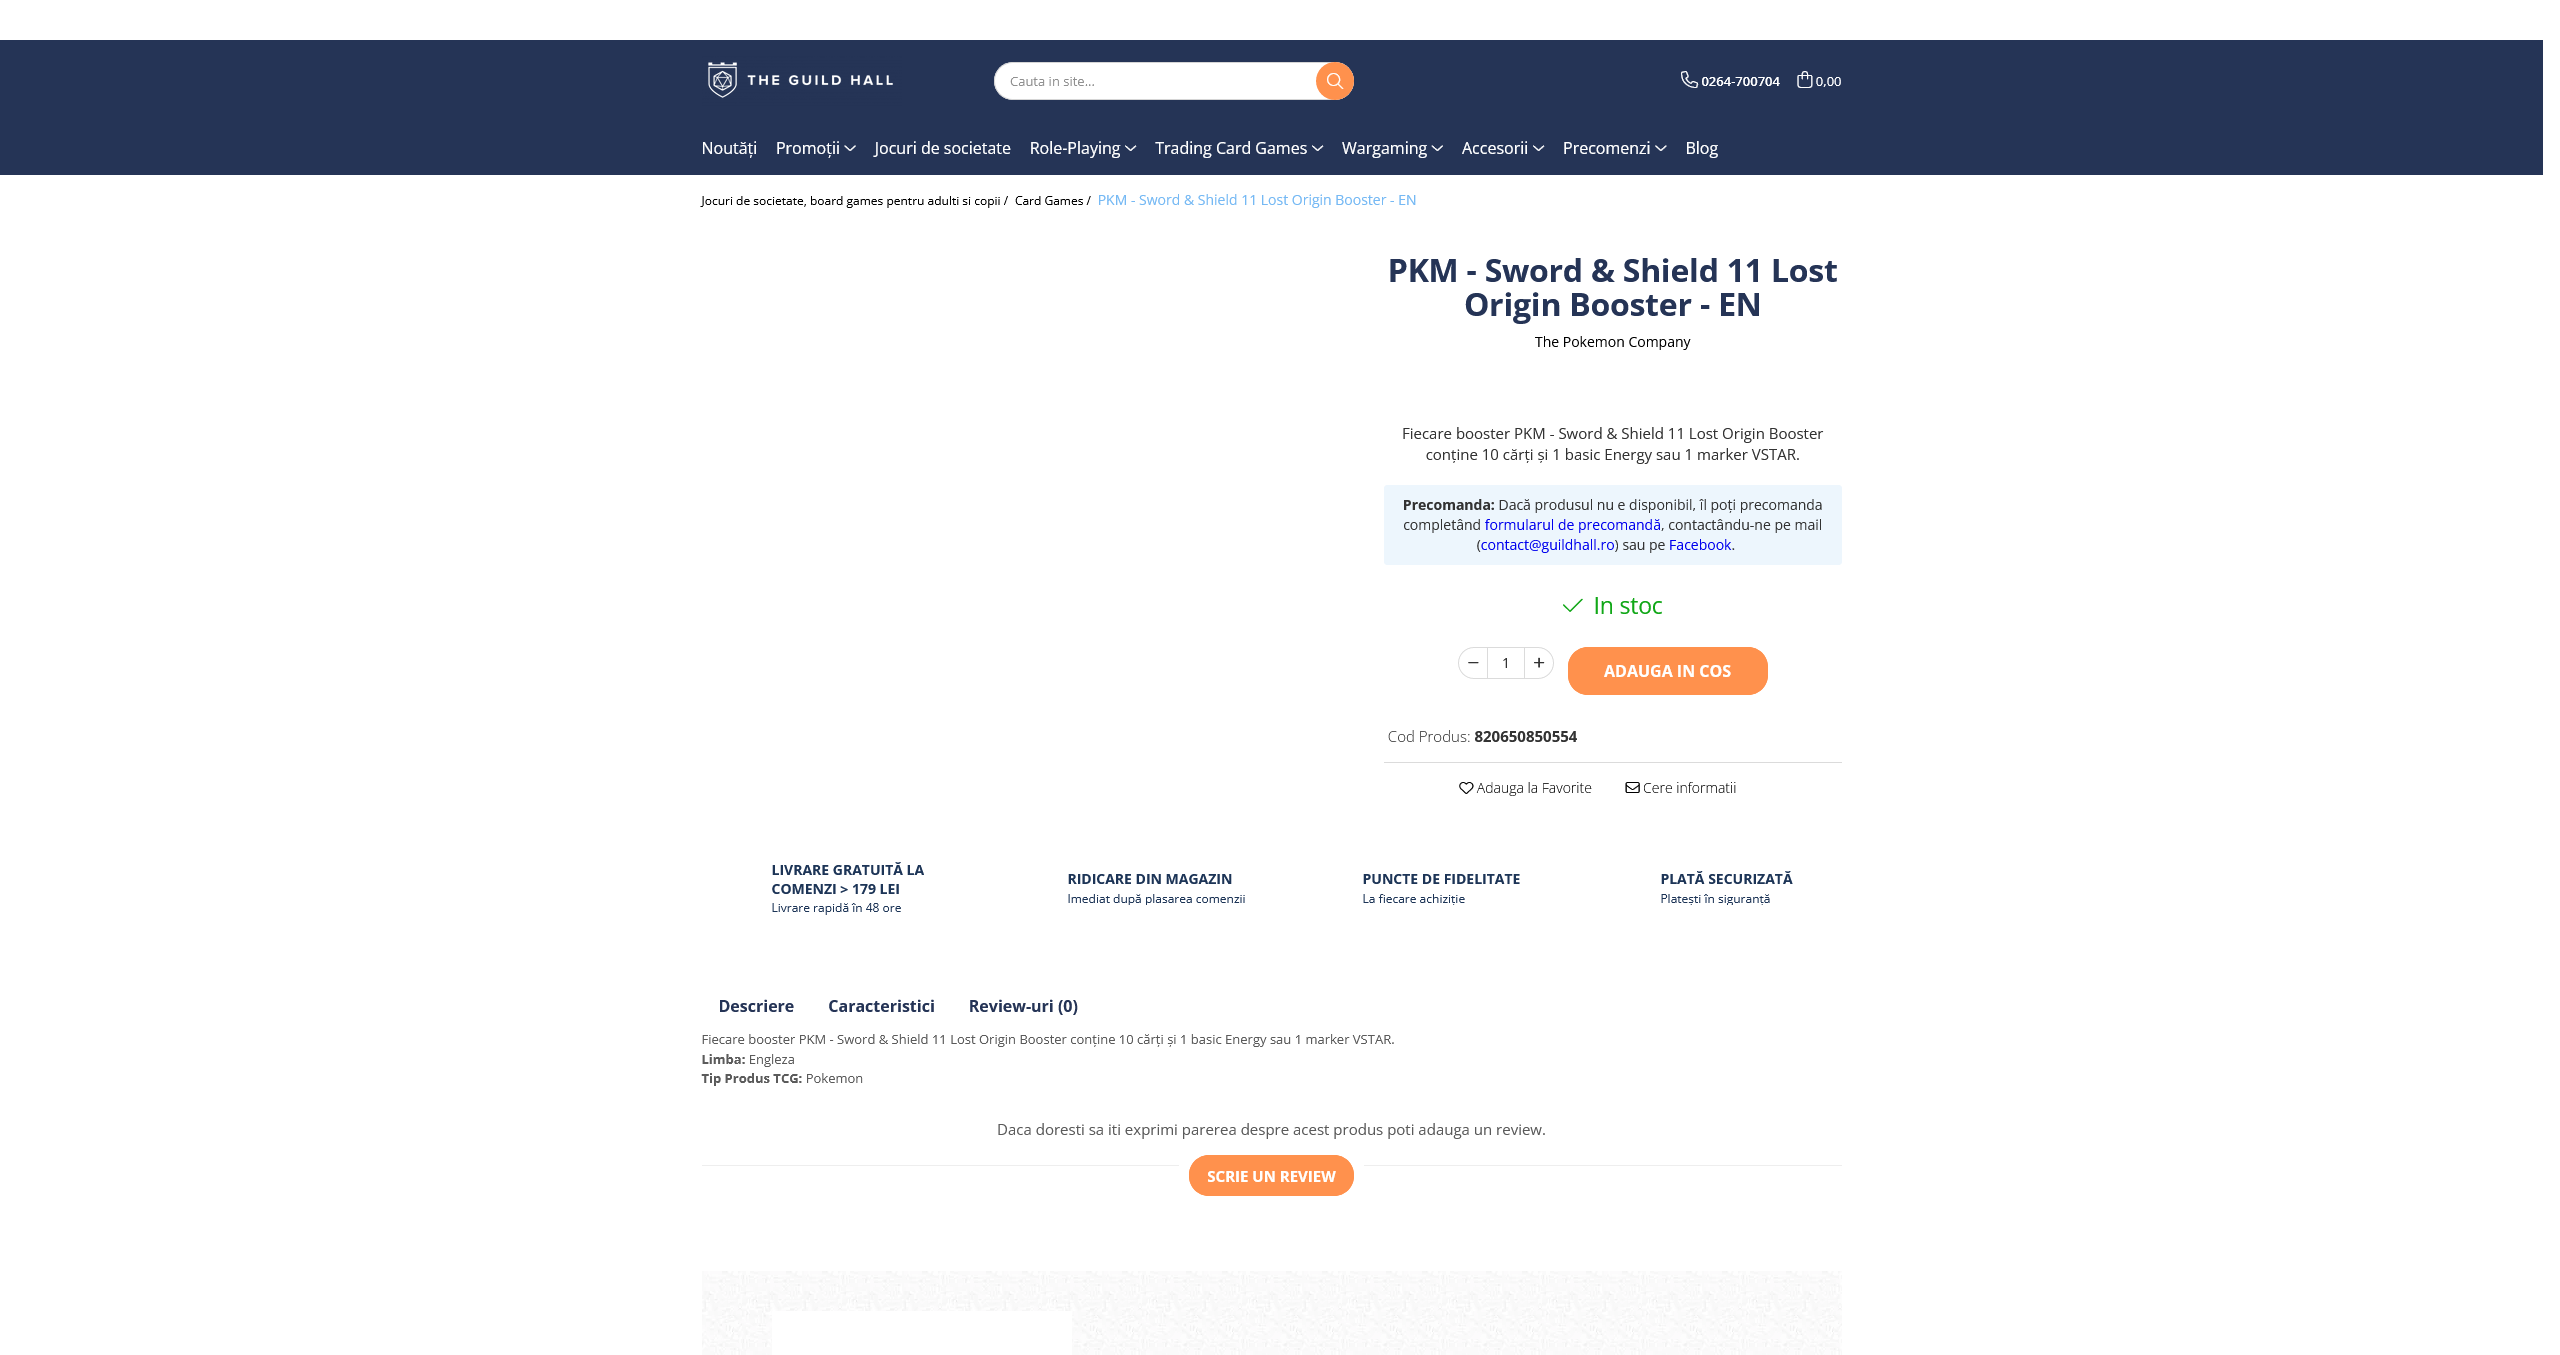 THE GUILD HALL
Cauta in site...
0264-700704
0,00
Noutăți Promoții Jocuri de societate Role-Playing Trading Card Games Wargaming Accesorii Precomenzi Blog
Jocuri de societate, board games pentru adulti si copii / Card Games / PKM - Sword & Shield 11 Lost Origin Booster - EN
PKM - Sword & Shield 11 Lost
Origin Booster - EN
The Pokemon Company
Fiecare booster PKM - Sword & Shield 11 Lost Origin Booster
conține 10 cărți și 1 basic Energy sau 1 marker VSTAR.
Precomanda: Dacă produsul nu e disponibil, îl poți precomanda
completând formularul de precomandă, contactându-ne pe mail
(contact@guildhall.ro) sau pe Facebook.
In stoc
1
ADAUGA IN COS
Cod Produs: 820650850554
Adauga la Favorite Cere informatii
LIVRARE GRATUITĂ LA
COMENZI > 179 LEI
Livrare rapidă în 48 ore
RIDICARE DIN MAGAZIN
Imediat după plasarea comenzii
PUNCTE DE FIDELITATE
La fiecare achiziție
PLATĂ SECURIZATĂ
Platești în siguranță
Descriere Caracteristici Review-uri (0)
Fiecare booster PKM - Sword & Shield 11 Lost Origin Booster conține 10 cărți și 1 basic Energy sau 1 marker VSTAR.
Limba: Engleza
Tip Produs TCG: Pokemon
Daca doresti sa iti exprimi parerea despre acest produs poti adauga un review.
SCRIE UN REVIEW